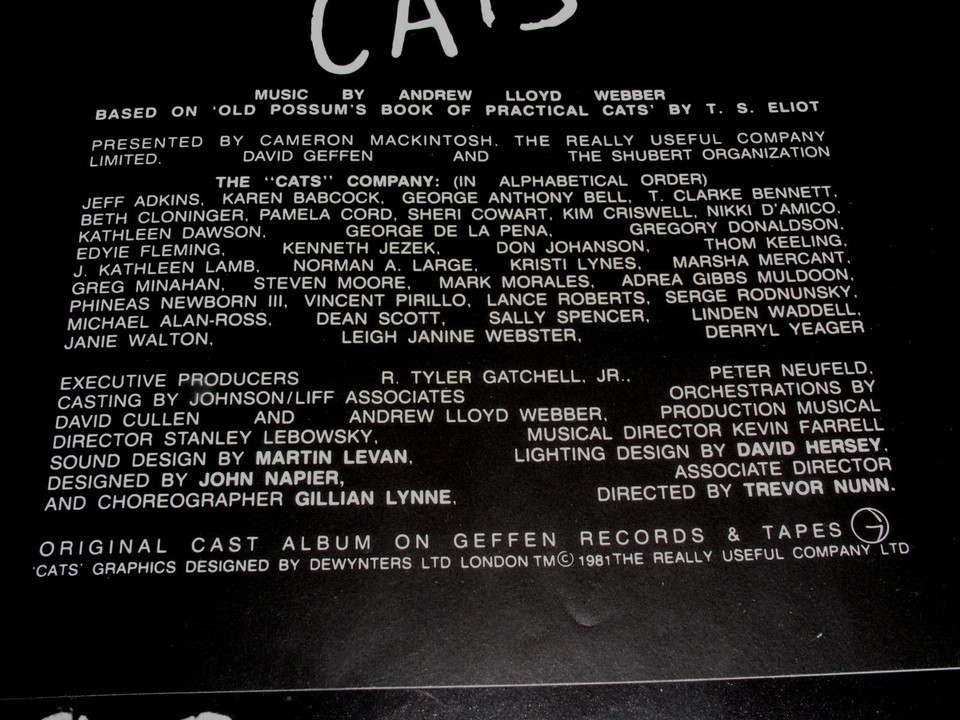 CATS
MUSIC BY ANDREW LLOYD WEBBER
BASED ON 'OLD POSSUM'S BOOK OF PRACTICAL CATS' BY T. S. ELIOT
PRESENTED BY CAMERON MACKINTOSH. THE REALLY USEFUL COMPANY
LIMITED. DAVID GEFFEN AND THE SHUBERT ORGANIZATION
THE "CATS" COMPANY: (IN ALPHABETICAL ORDER)
JEFF ADKINS, KAREN BABCOCK, GEORGE ANTHONY BELL, T. CLARKE BENNETT,
BETH CLONINGER, PAMELA CORD, SHERI COWART, KIM CRISWELL, NIKKI D'AMICO,
KATHLEEN DAWSON, GEORGE DE LA PENA, GREGORY DONALDSON,
EDYIE FLEMING, KENNETH JEZEK, DON JOHANSON, THOM KEELING,
J. KATHLEEN LAMB, NORMAN A. LARGE, KRISTI LYNES, MARSHA MERCANT,
GREG MINAHAN, STEVEN MOORE, MARK MORALES, ADREA GIBBS MULDOON,
PHINEAS NEWBORN III, VINCENT PIRILLO, LANCE ROBERTS, SERGE RODNUNSKY,
MICHAEL ALAN-ROSS, DEAN SCOTT, SALLY SPENCER, LINDEN WADDELL,
JANIE WALTON, LEIGH JANINE WEBSTER, DERRYL YEAGER
EXECUTIVE PRODUCERS R. TYLER GATCHELL, JR., PETER NEUFELD,
CASTING BY JOHNSON/LIFF ASSOCIATES ORCHESTRATIONS BY
DAVID CULLEN AND ANDREW LLOYD WEBBER, PRODUCTION MUSICAL
DIRECTOR STANLEY LEBOWSKY, MUSICAL DIRECTOR KEVIN FARRELL
SOUND DESIGN BY MARTIN LEVAN, LIGHTING DESIGN BY DAVID HERSEY,
DESIGNED BY JOHN NAPIER, ASSOCIATE DIRECTOR
AND CHOREOGRAPHER GILLIAN LYNNE, DIRECTED BY TREVOR NUNN.
ORIGINAL CAST ALBUM ON GEFFEN RECORDS & TAPES
'CATS' GRAPHICS DESIGNED BY DEWYNTERS LTD LONDON TM © 1981 THE REALLY USEFUL COMPANY LTD